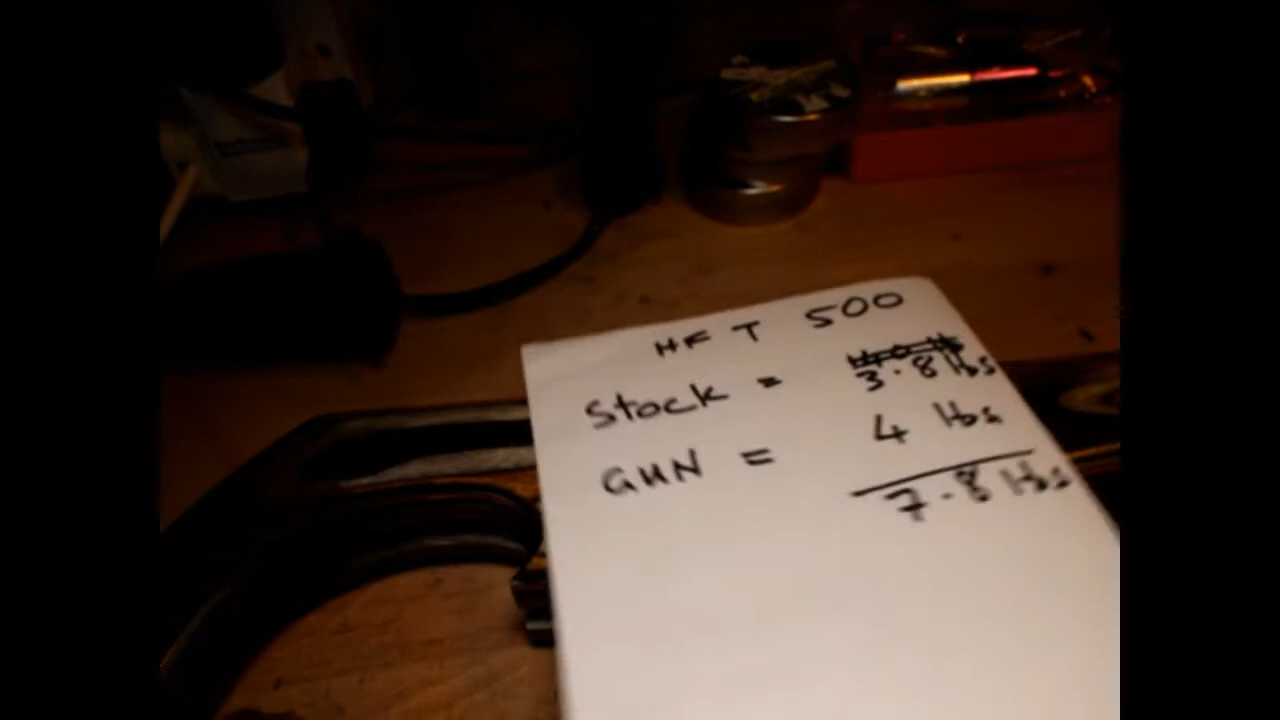 HFT 500
Stock = 3.8 lbs
GUN = 4 lbs
7.8 lbs